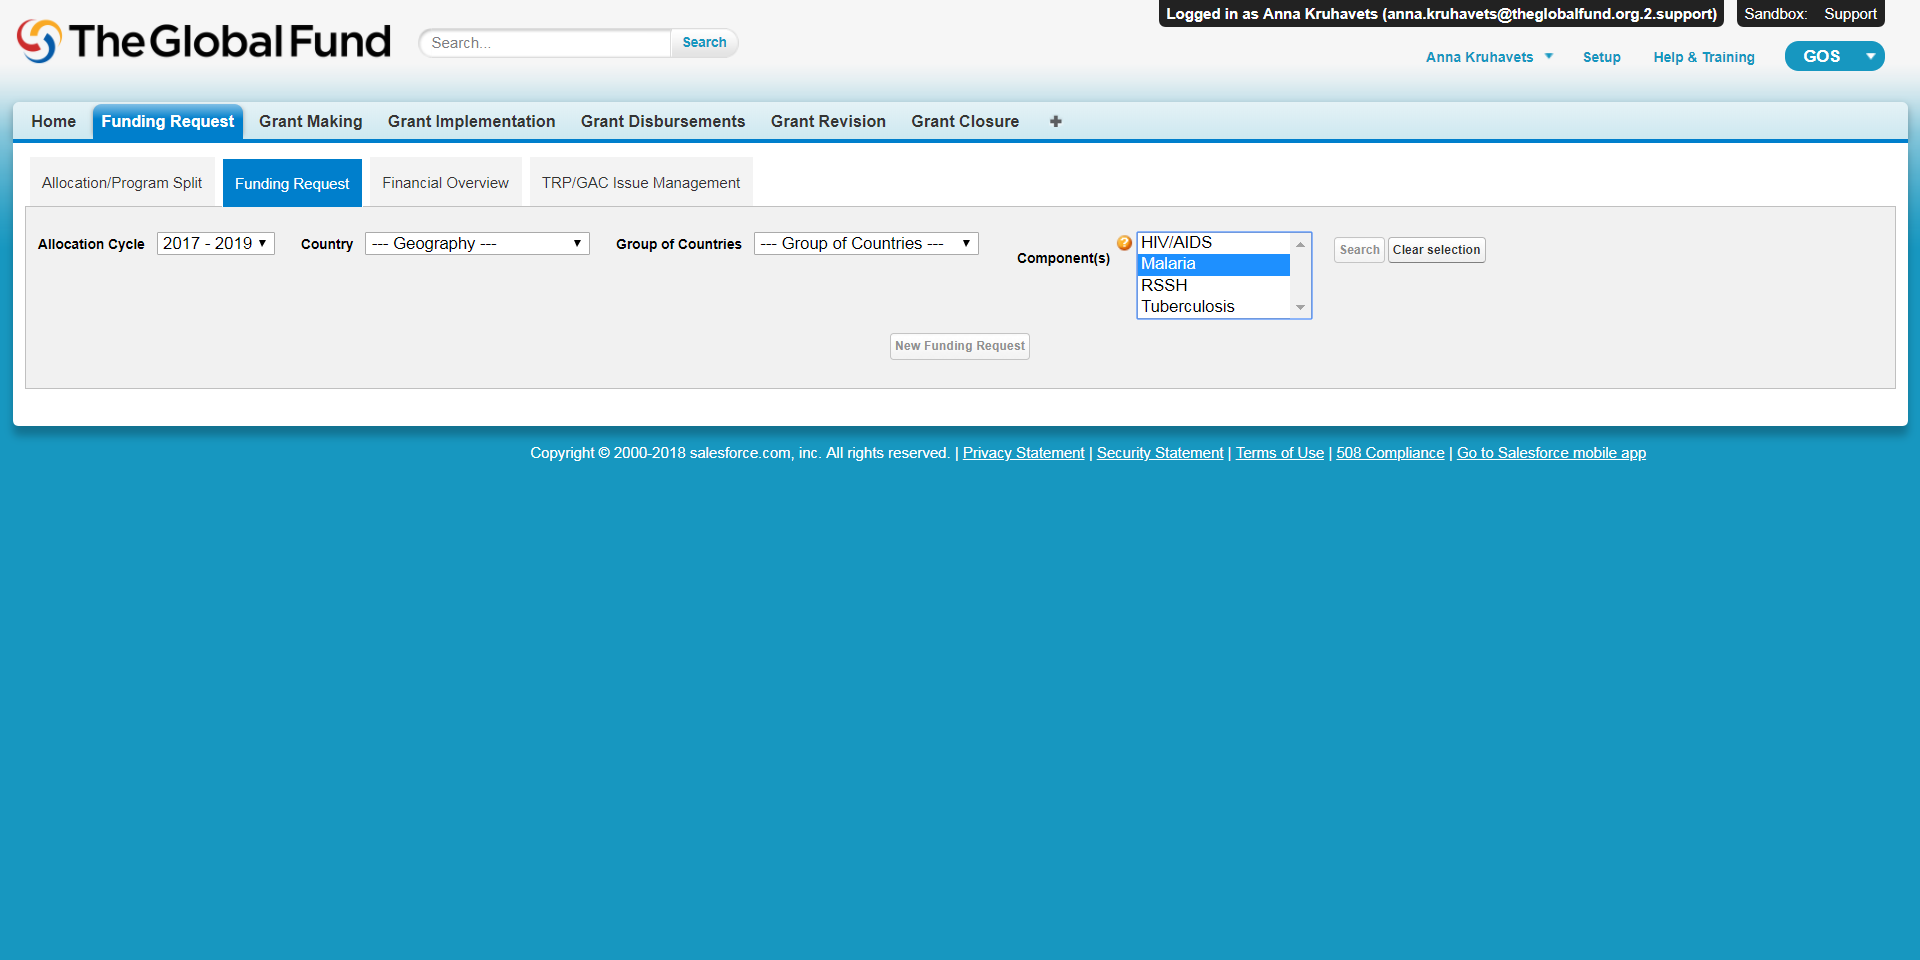 Logged in as Anna Kruhavets (anna.kruhavets@theglobalfund.org.2.support)
Sandbox: Support
The Global Fund
Search...
Search
Anna Kruhavets
Setup
Help & Training
GOS
Home
Funding Request
Grant Making
Grant Implementation
Grant Disbursements
Grant Revision
Grant Closure
Allocation/Program Split
Funding Request
Financial Overview
TRP/GAC Issue Management
Allocation Cycle
2017 - 2019
Country
--- Geography ---
Group of Countries
--- Group of Countries ---
Component(s)
HIV/AIDS
Malaria
RSSH
Tuberculosis
Search
Clear selection
New Funding Request
Copyright © 2000-2018 salesforce.com, inc. All rights reserved. | Privacy Statement | Security Statement | Terms of Use | 508 Compliance | Go to Salesforce mobile app